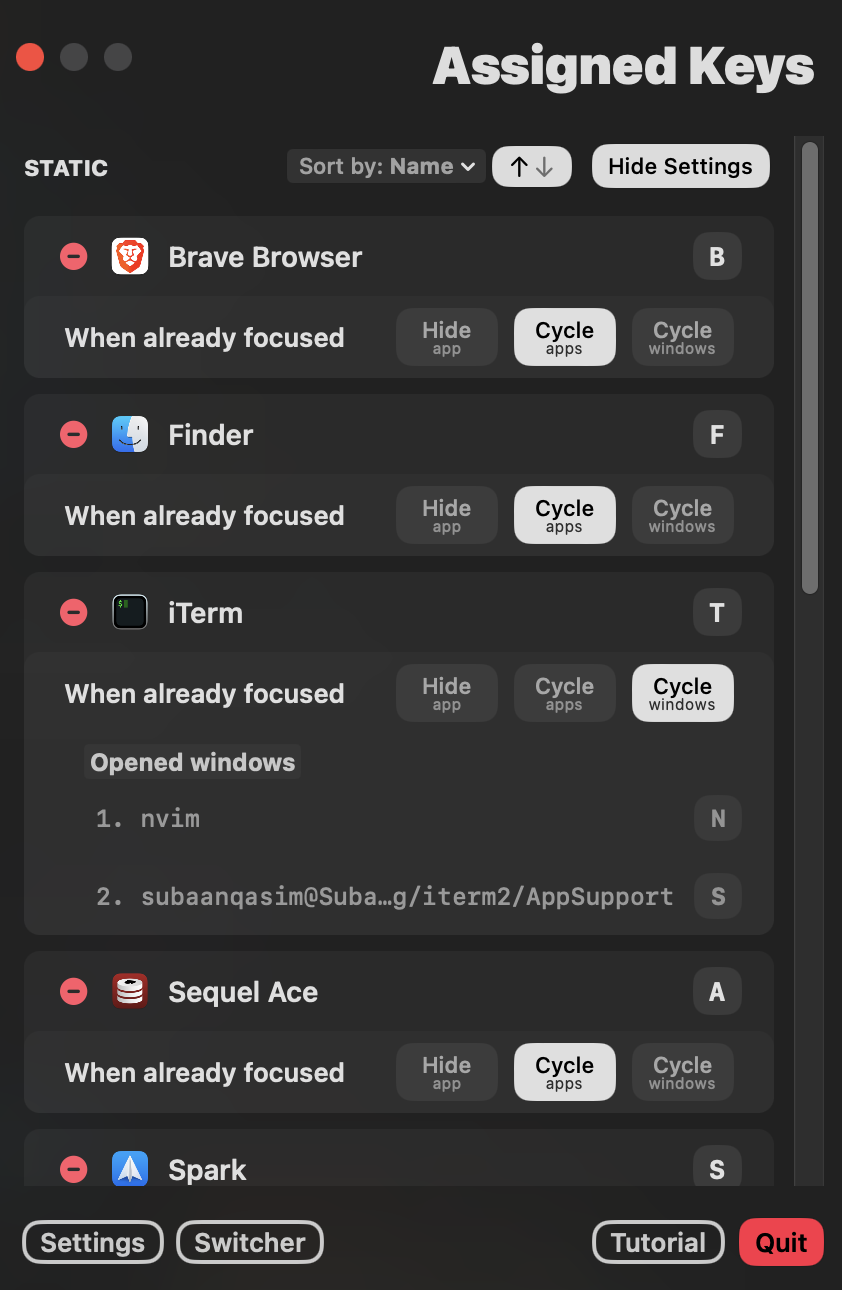 Assigned Keys
STATIC Sort by: Name Hide Settings
Brave Browser B
When already focused Hide app Cycle apps Cycle windows
Finder F
When already focused Hide app Cycle apps Cycle windows
$
iTerm T
When already focused Hide app Cycle apps Cycle windows
Opened windows
1. nvim N
2. subaanqasim@Suba…g/iterm2/AppSupport S
Sequel Ace A
When already focused Hide app Cycle apps Cycle windows
Spark S
Settings Switcher Tutorial Quit